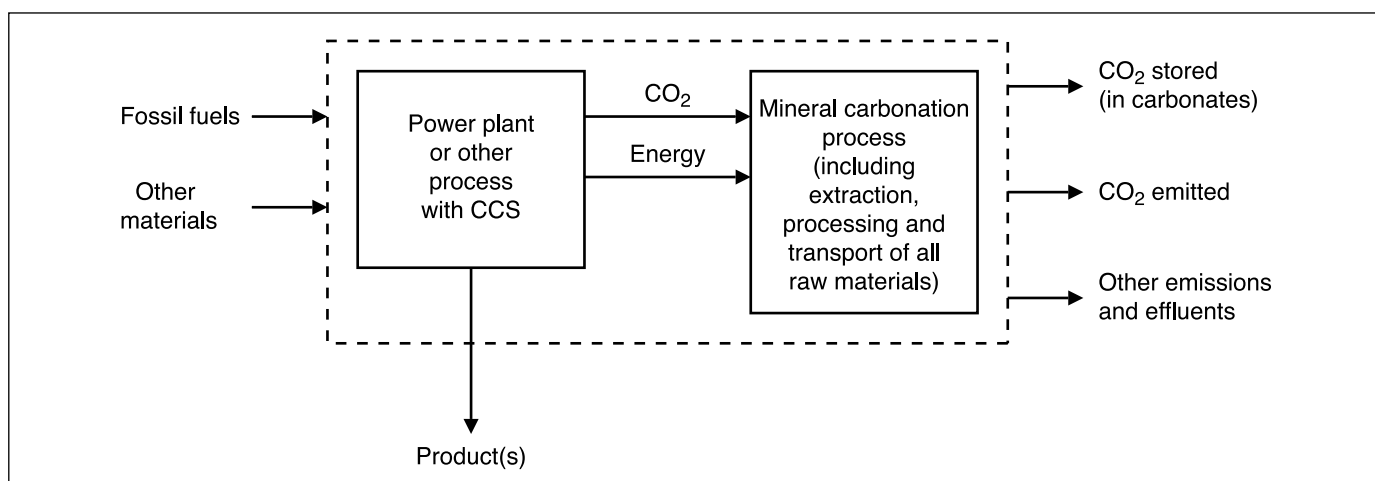 Fossil fuels
Other
materials
Power plant
or other
process
with CCS
CO₂
Energy
Mineral carbonation
process
(including
extraction,
processing and
transport of all
raw materials)
CO₂ stored
(in carbonates)
CO₂ emitted
Other emissions
and effluents
Product(s)